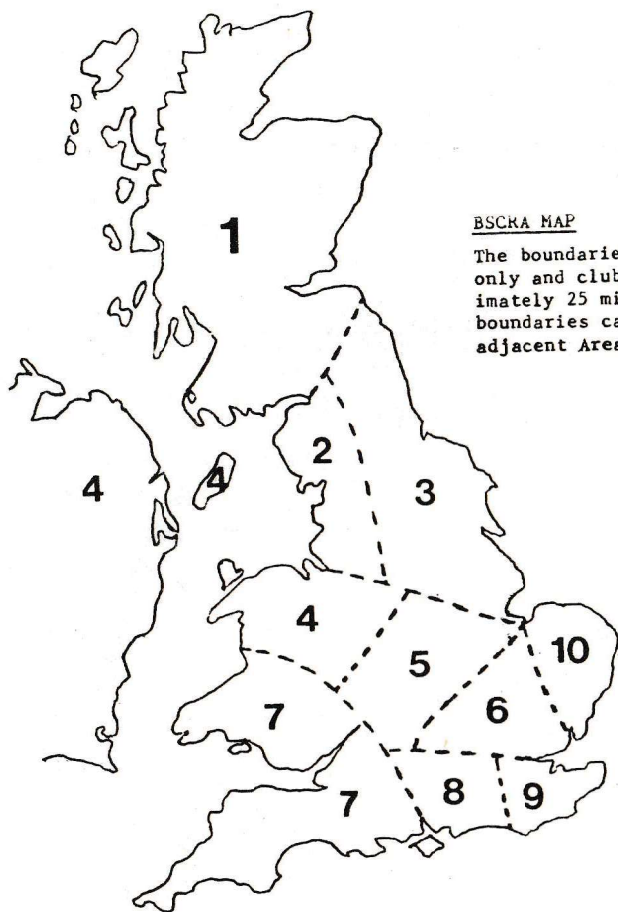 BSCRA MAP
The boundarie
only and club
imately 25 mi
boundaries ca
adjacent Area
1
2
3
4
4
4
5
10
6
7
7
8
9